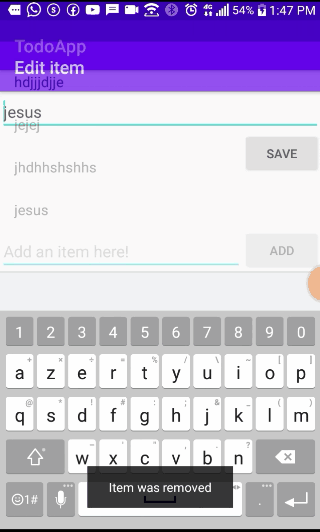 54% 1:47 PM
TodoApp
Edit item
hdjjjdjje
jesus
jejej
SAVE
jhdhhshshhs
jesus
Add an item here!
ADD
1 2 3 4 5 6 7 8 9 0
a z e r t y u i o p
q s d f g h j k l m
w x c v b n
Item was removed
!#1